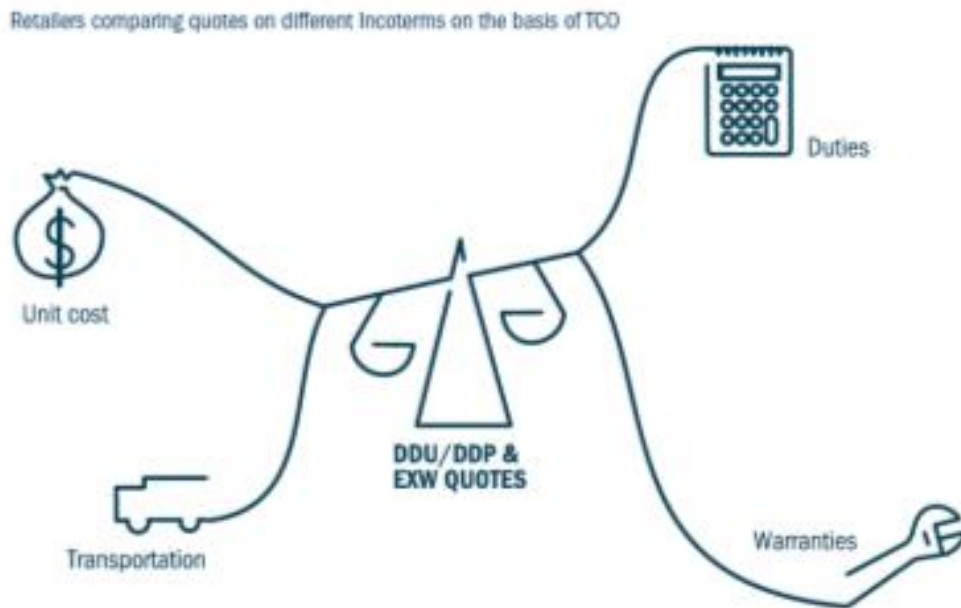 Retailers comparing quotes on different Incoterms on the basis of TCO
Duties
$
Unit cost
DDU/DDP &
EXW QUOTES
Transportation
Warranties